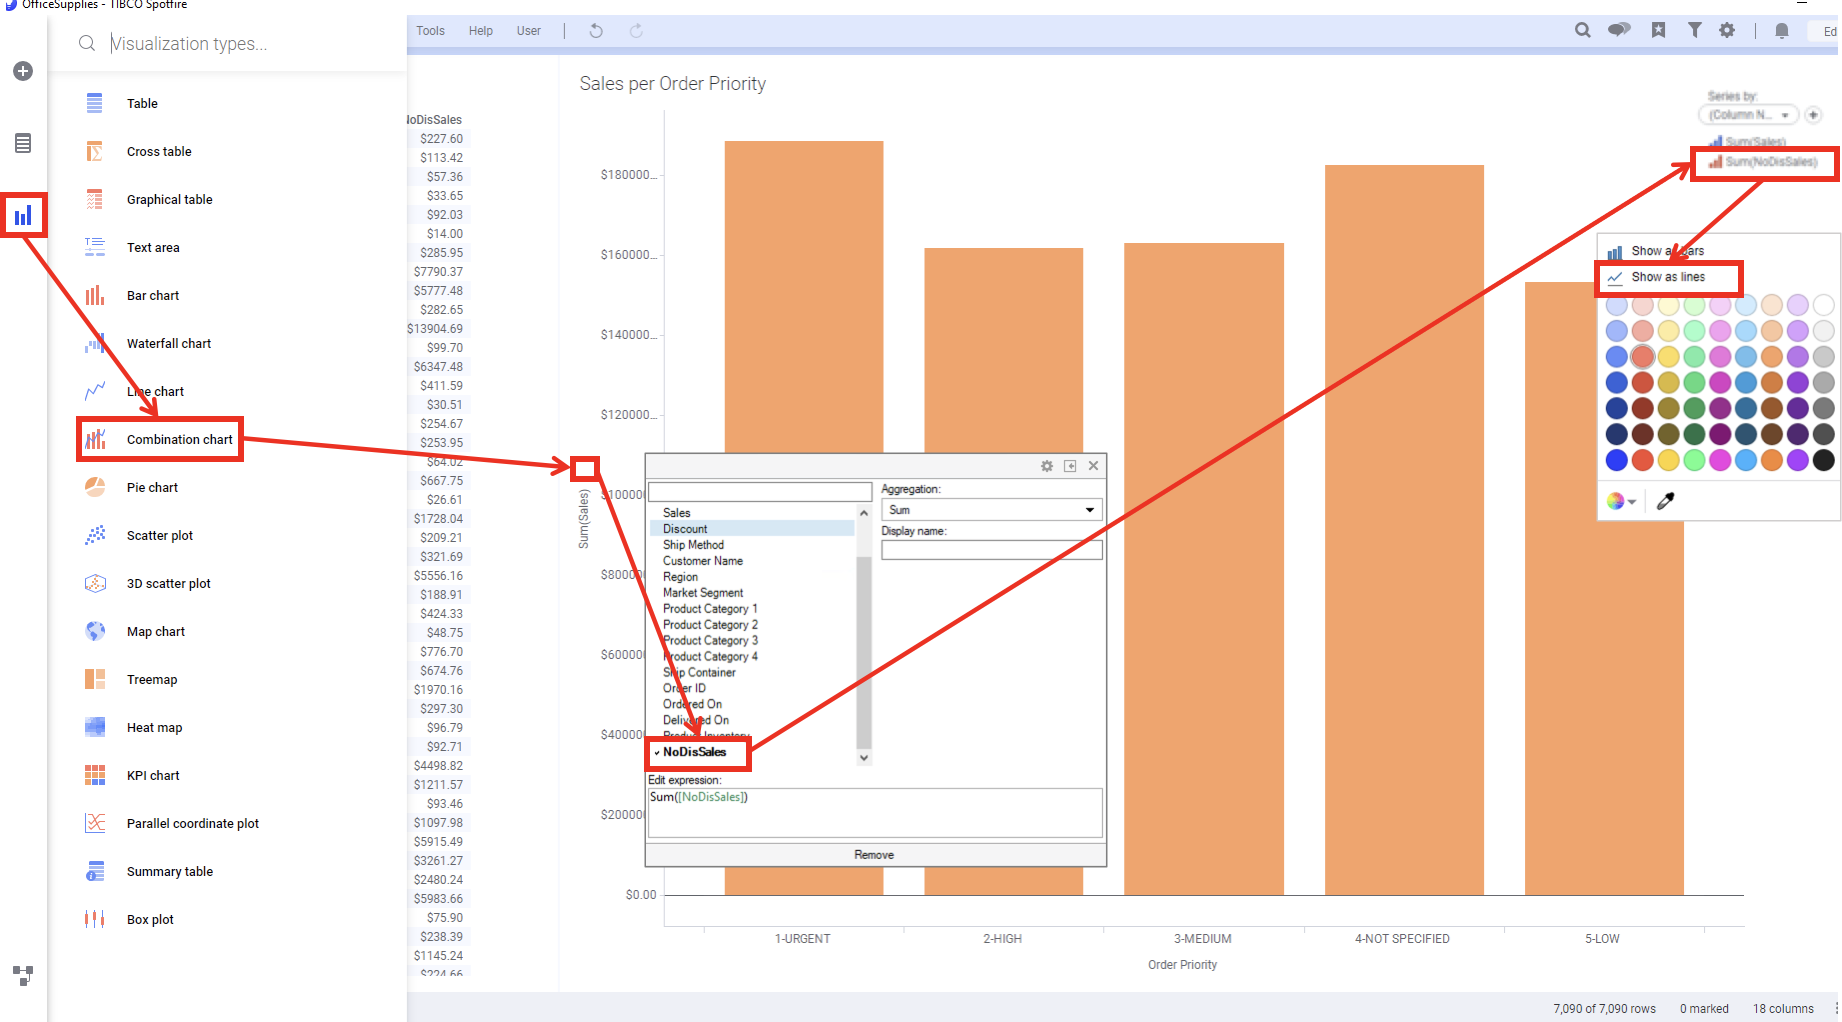 OfficeSupplies - TIBCO Spotfire
Visualization types...
Tools
Help
User
Ed
Table
Cross table
Graphical table
Text area
Bar chart
Waterfall chart
Line chart
Combination chart
Pie chart
Scatter plot
3D scatter plot
Map chart
Treemap
Heat map
KPI chart
Parallel coordinate plot
Summary table
Box plot
NoDisSales
$227.60
$113.42
$57.36
$33.65
$92.03
$14.00
$285.95
$7790.37
$5777.48
$282.65
$13904.69
$99.70
$6347.48
$411.59
$30.51
$254.67
$253.95
$64.02
$667.75
$26.61
$1728.04
$209.21
$321.69
$5556.16
$188.91
$424.33
$48.75
$776.70
$674.76
$1970.16
$297.30
$96.79
$92.71
$4498.82
$1211.57
$93.46
$1097.98
$5915.49
$3261.27
$2480.24
$5983.66
$75.90
$238.39
$1145.24
$224.66
Sales per Order Priority
Sum(Sales)
$180000...
$160000...
$140000...
$120000...
$100000
$80000
$60000
$40000
$20000
$0.00
1-URGENT
2-HIGH
3-MEDIUM
4-NOT SPECIFIED
5-LOW
Order Priority
Sales
Discount
Ship Method
Customer Name
Region
Market Segment
Product Category 1
Product Category 2
Product Category 3
Product Category 4
Ship Container
Order ID
Ordered On
Delivered On
Product Inventory
NoDisSales
Aggregation:
Sum
Display name:
Edit expression:
Sum([NoDisSales])
Remove
Series by:
(Column N...
Sum(Sales)
Sum(NoDisSales)
Show as bars
Show as lines
7,090 of 7,090 rows
0 marked
18 columns